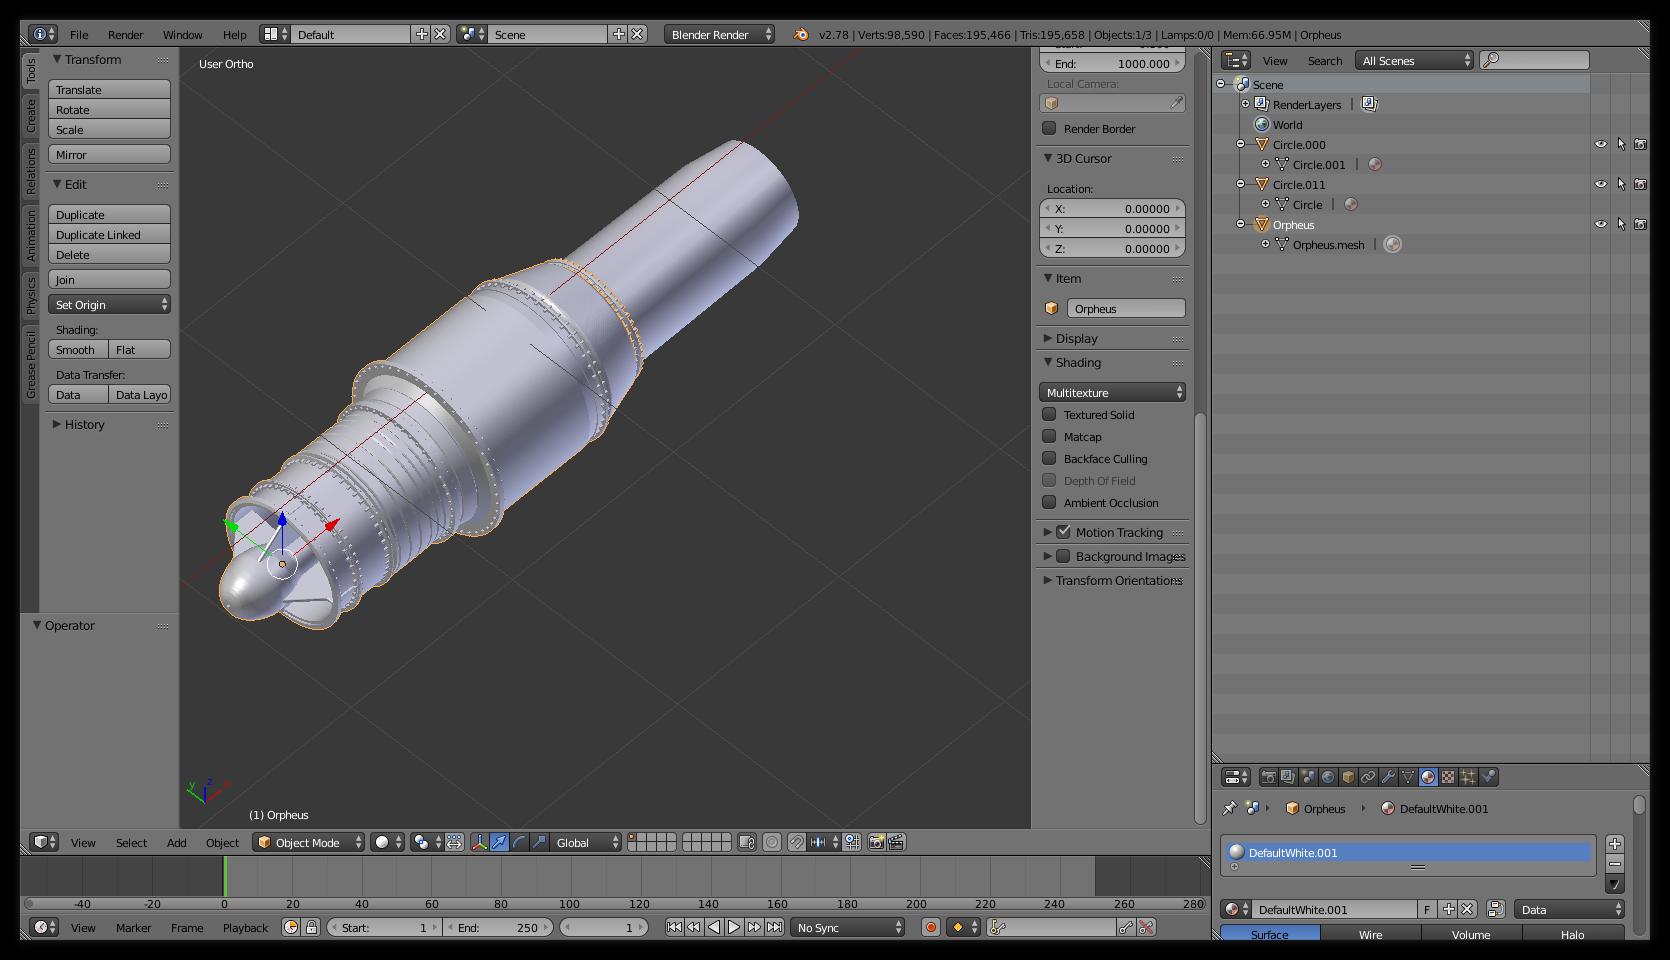 File Render Window Help Default Scene Blender Render v2.78 | Verts:98,590 | Faces:195,466 | Tris:195,658 | Objects:1/3 | Lamps:0/0 | Mem:66.95M | Orpheus
Tools
Create
Relations
Animation
Physics
Grease Pencil
Transform
Translate
Rotate
Scale
Mirror
Edit
Duplicate
Duplicate Linked
Delete
Join
Set Origin
Shading:
Smooth Flat
Data Transfer:
Data Data Layo
History
Operator
User Ortho
y z x
(1) Orpheus
End: 1000.000
Local Camera:
Render Border
3D Cursor
Location:
X: 0.00000
Y: 0.00000
Z: 0.00000
Item
Orpheus
Display
Shading
Multitexture
Textured Solid
Matcap
Backface Culling
Depth Of Field
Ambient Occlusion
Motion Tracking
Background Images
Transform Orientations
View Search All Scenes
Scene
RenderLayers |
World
Circle.000
Circle.001 |
Circle.011
Circle |
Orpheus
Orpheus.mesh |
Orpheus DefaultWhite.001
DefaultWhite.001
DefaultWhite.001 F Data
Surface Wire Volume Halo
View Select Add Object Object Mode Global
-40 -20 0 20 40 60 80 100 120 140 160 180 200 220 240 260 280
View Marker Frame Playback Start: 1 End: 250 1 No Sync